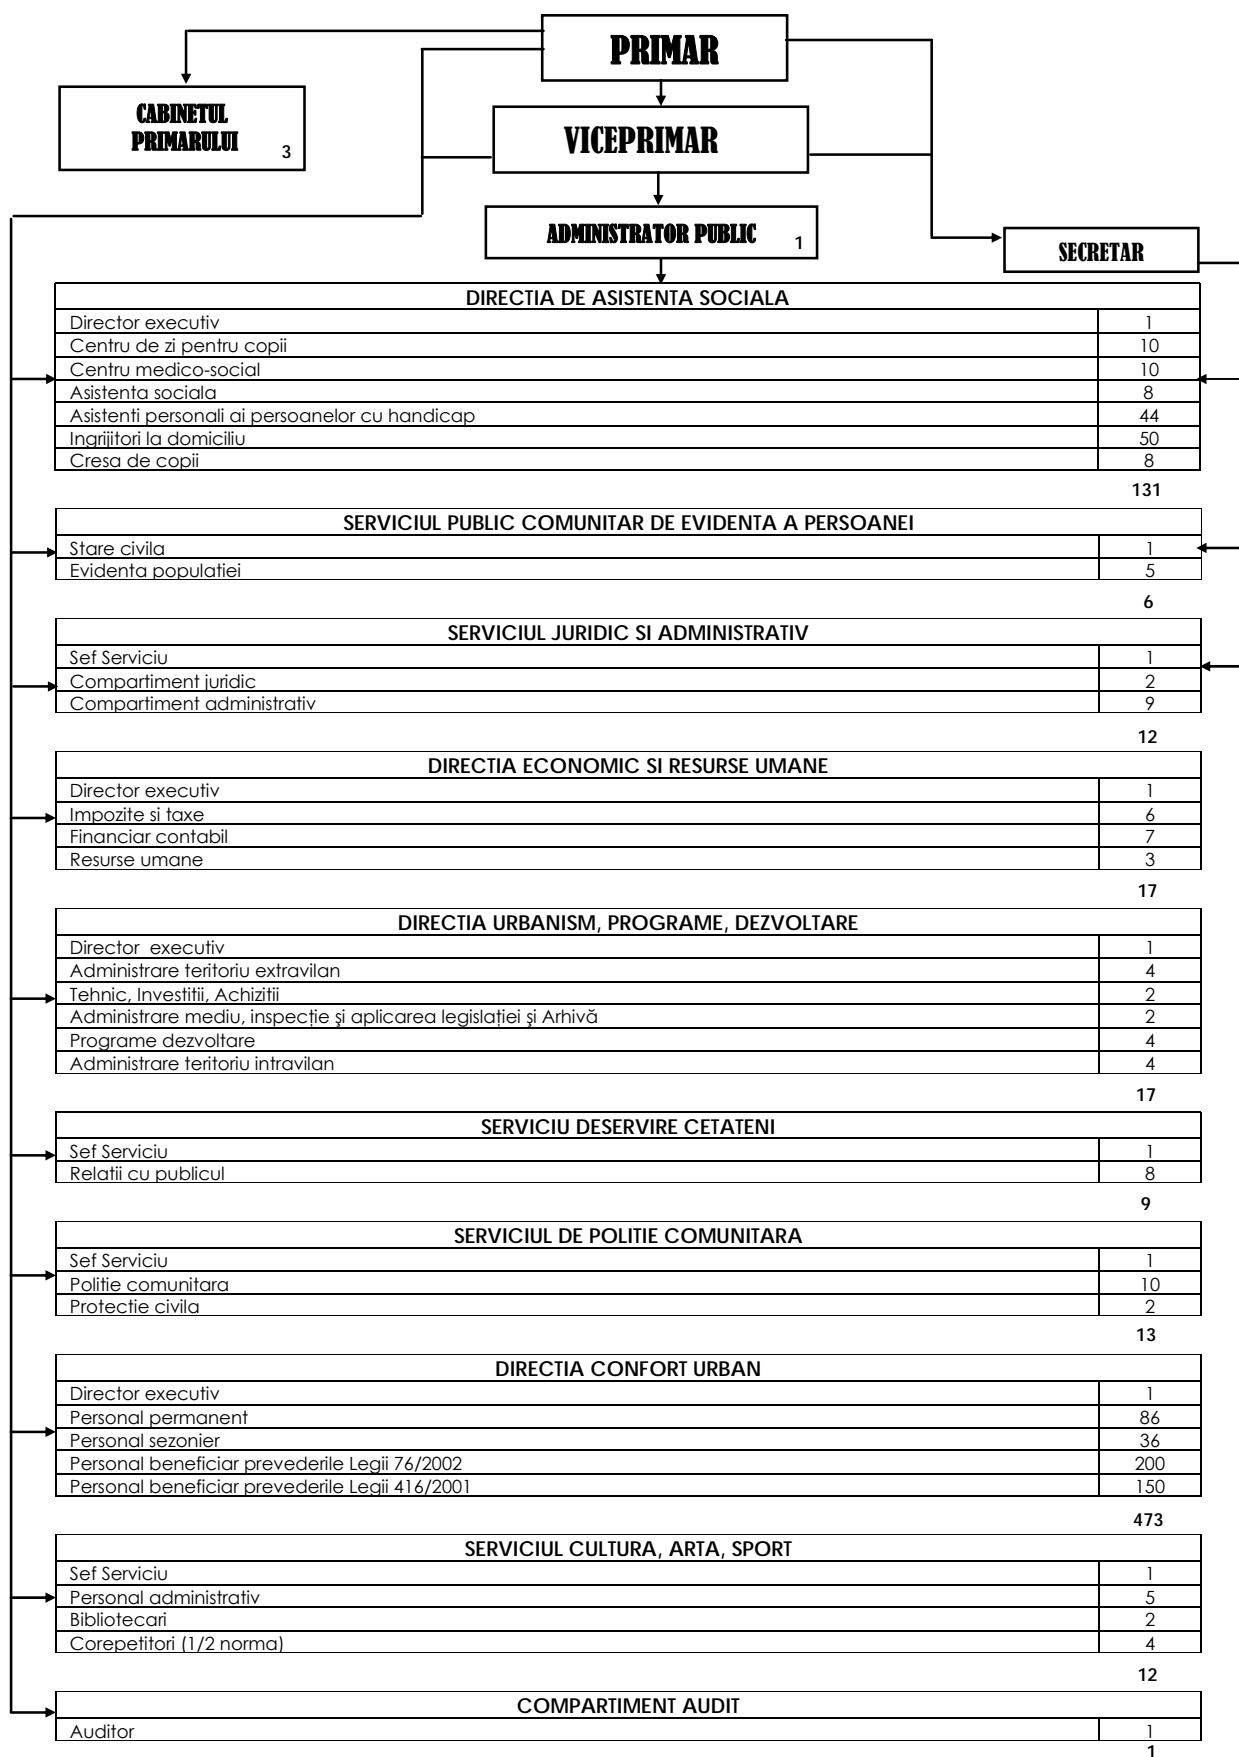 PRIMAR
CABINETUL
PRIMARULUI 3
VICEPRIMAR
ADMINISTRATOR PUBLIC 1
SECRETAR
DIRECTIA DE ASISTENTA SOCIALA
Director executiv 1
Centru de zi pentru copii 10
Centru medico-social 10
Asistenta sociala 8
Asistenti personali ai persoanelor cu handicap 44
Ingrijitori la domiciliu 50
Cresa de copii 8
131
SERVICIUL PUBLIC COMUNITAR DE EVIDENTA A PERSOANEI
Stare civila 1
Evidenta populatiei 5
6
SERVICIUL JURIDIC SI ADMINISTRATIV
Sef Serviciu 1
Compartiment juridic 2
Compartiment administrativ 9
12
DIRECTIA ECONOMIC SI RESURSE UMANE
Director executiv 1
Impozite si taxe 6
Financiar contabil 7
Resurse umane 3
17
DIRECTIA URBANISM, PROGRAME, DEZVOLTARE
Director executiv 1
Administrare teritoriu extravilan 4
Tehnic, Investitii, Achizitii 2
Administrare mediu, inspecţie şi aplicarea legislaţiei şi Arhivă 2
Programe dezvoltare 4
Administrare teritoriu intravilan 4
17
SERVICIU DESERVIRE CETATENI
Sef Serviciu 1
Relatii cu publicul 8
9
SERVICIUL DE POLITIE COMUNITARA
Sef Serviciu 1
Politie comunitara 10
Protectie civila 2
13
DIRECTIA CONFORT URBAN
Director executiv 1
Personal permanent 86
Personal sezonier 36
Personal beneficiar prevederile Legii 76/2002 200
Personal beneficiar prevederile Legii 416/2001 150
473
SERVICIUL CULTURA, ARTA, SPORT
Sef Serviciu 1
Personal administrativ 5
Bibliotecari 2
Corepetitori (1/2 norma) 4
12
COMPARTIMENT AUDIT
Auditor 1
1